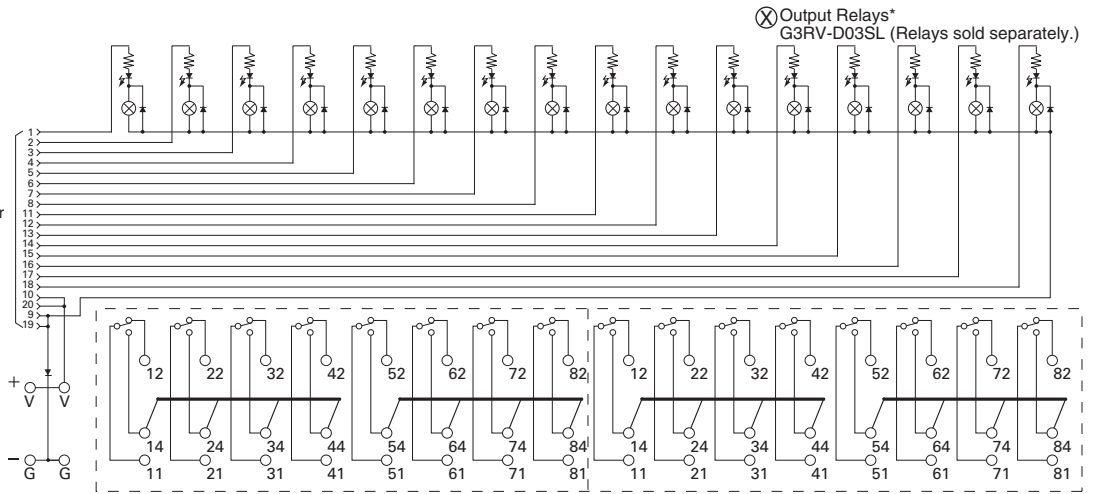 Output Relays*
G3RV-D03SL (Relays sold separately.)
1
2
3
4
5
6
7
8
r
11
12
13
14
15
16
17
18
10
20
9
19
12 22 32 42 52 62 72 82 12 22 32 42 52 62 72 82
+
V V
14 24 34 44 54 64 74 84 14 24 34 44 54 64 74 84
−
G G
11 21 31 41 51 61 71 81 11 21 31 41 51 61 71 81